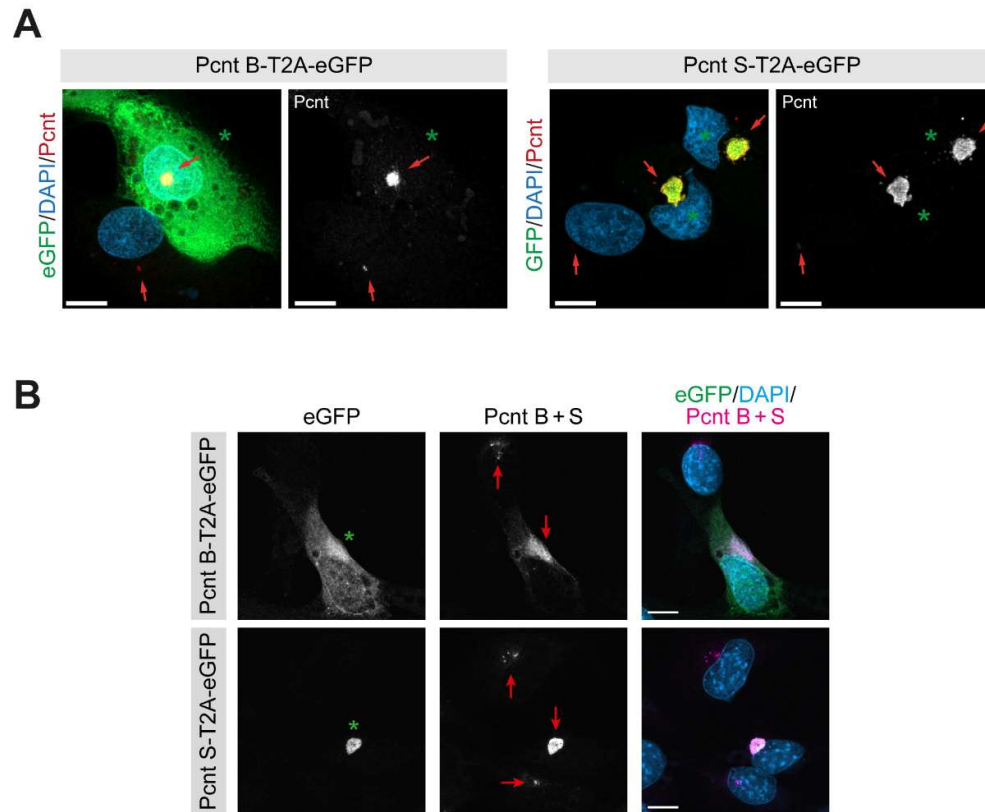 A
Pcnt B-T2A-eGFP
Pcnt S-T2A-eGFP
eGFP/DAPI/Pcnt
Pcnt
*
*
GFP/DAPI/Pcnt
Pcnt
*
*
*
*
B
eGFP
Pcnt B + S
eGFP/DAPI/
Pcnt B + S
Pcnt B-T2A-eGFP
*
Pcnt S-T2A-eGFP
*